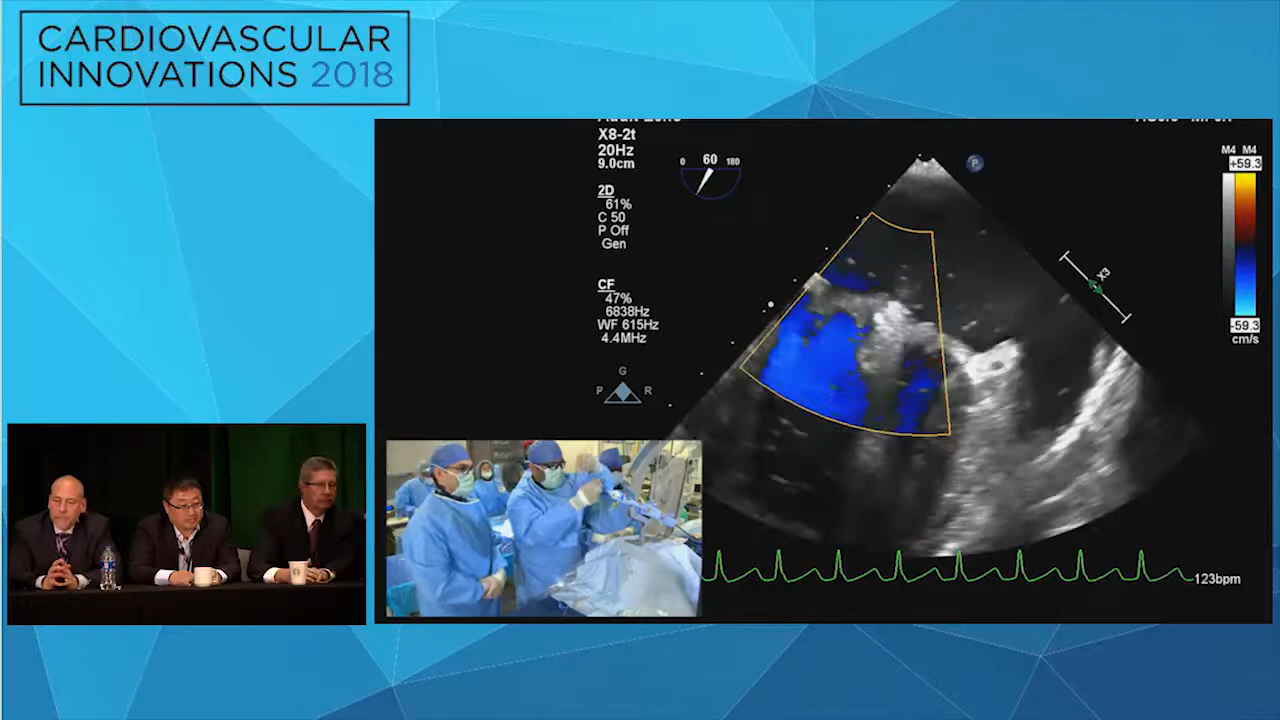 CARDIOVASCULAR
INNOVATIONS 2018
X8-2t
20Hz
9.0cm
0 60 180
P
2D
61%
C 50
P Off
Gen
CF
47%
6838Hz
WF 615Hz
4.4MHz
G
P R
M4 M4
+59.3
-59.3
cm/s
X3
123bpm